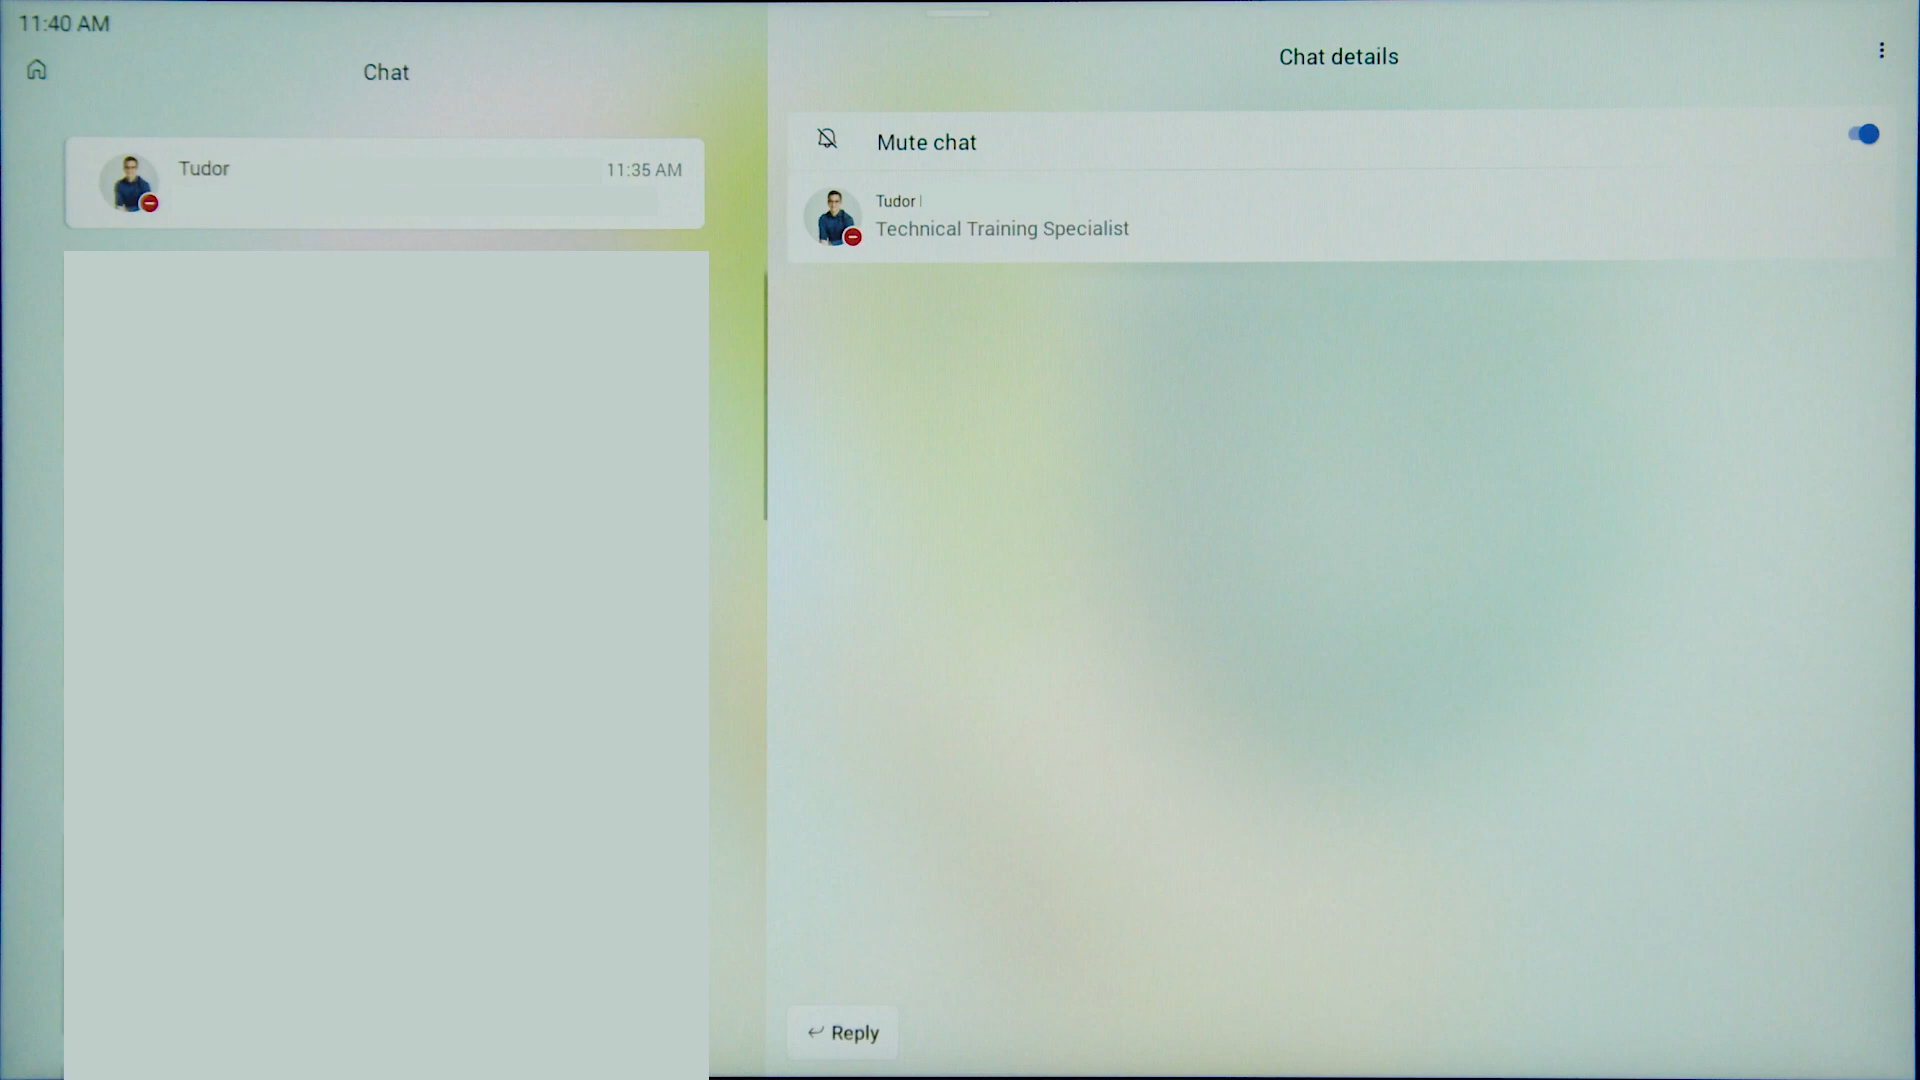 11:40 AM
Chat
Tudor
11:35 AM
Chat details
Mute chat
Tudor
Technical Training Specialist
Reply